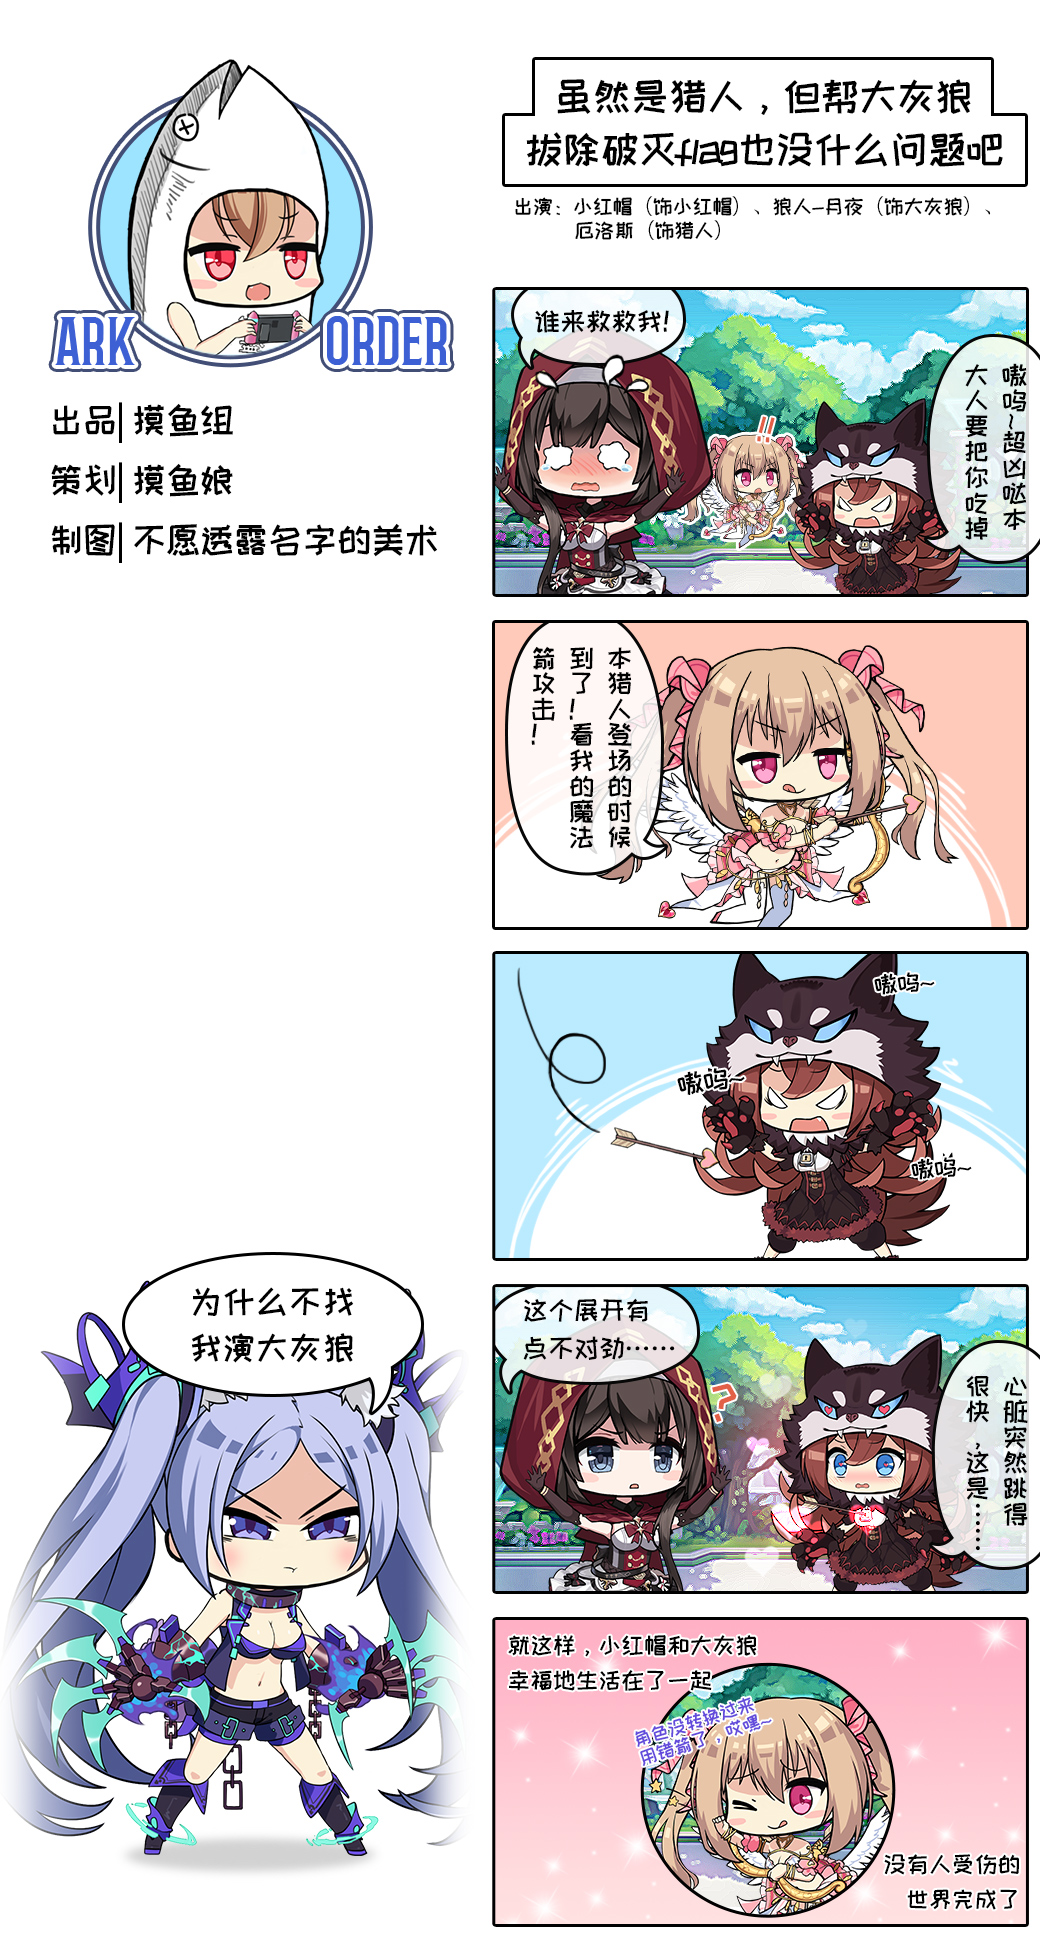 虽然是猎人，但帮大灰狼
拔除破灭flag也没什么问题吧
出演：小红帽（饰小红帽）、狼人-月夜（饰大灰狼）、
厄洛斯（饰猎人）
ARK ORDER
出品|摸鱼组
策划|摸鱼娘
制图|不愿透露名字的美术
谁来救救我！
嗷呜~超凶哒本
大人要把你吃掉
!!
本猎人登场的时候
到了！看我的魔法
箭攻击！
嗷呜~
嗷呜~
嗷呜~
这个展开有
点不对劲……
?
心脏突然跳得
很快，这是……
为什么不找
我演大灰狼
就这样，小红帽和大灰狼
幸福地生活在了一起
角色没转换过来
用错箭了，哎嘿~
没有人受伤的
世界完成了